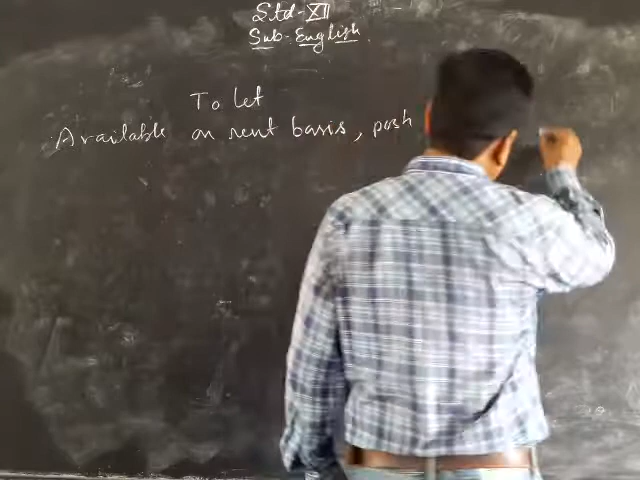 Std-XII
Sub-English
To let
Available on rent basis, posh